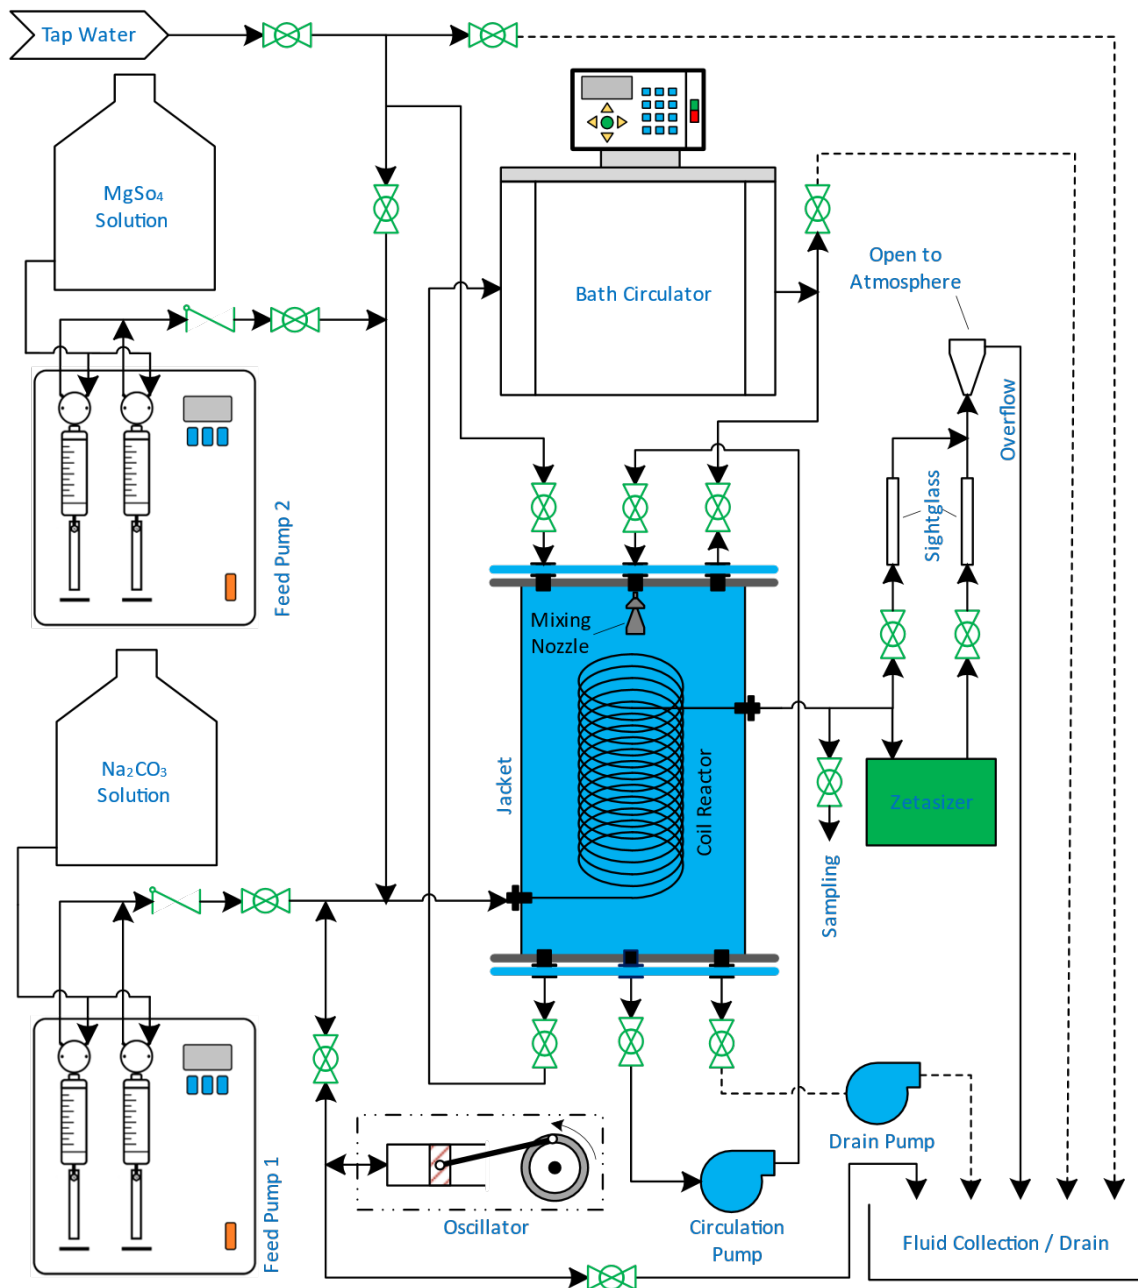 Tap Water
MgSo₄
Solution
Bath Circulator
Open to
Atmosphere
Overflow
Sightglass
Feed Pump 2
Mixing
Nozzle
Na₂CO₃
Solution
Jacket
Coil Reactor
Zetasizer
Sampling
Feed Pump 1
Oscillator
Circulation
Pump
Drain Pump
Fluid Collection / Drain